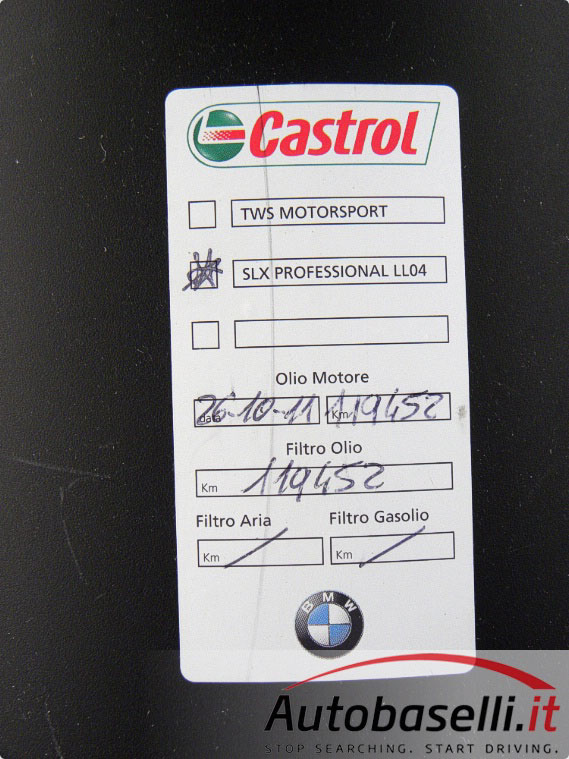 Castrol
TWS MOTORSPORT
SLX PROFESSIONAL LL04
Olio Motore
data 26-10-11 Km 119452
Filtro Olio
Km 119452
Filtro Aria Filtro Gasolio
Km / Km /
BMW
Autobaselli.it
STOP SEARCHING. START DRIVING.